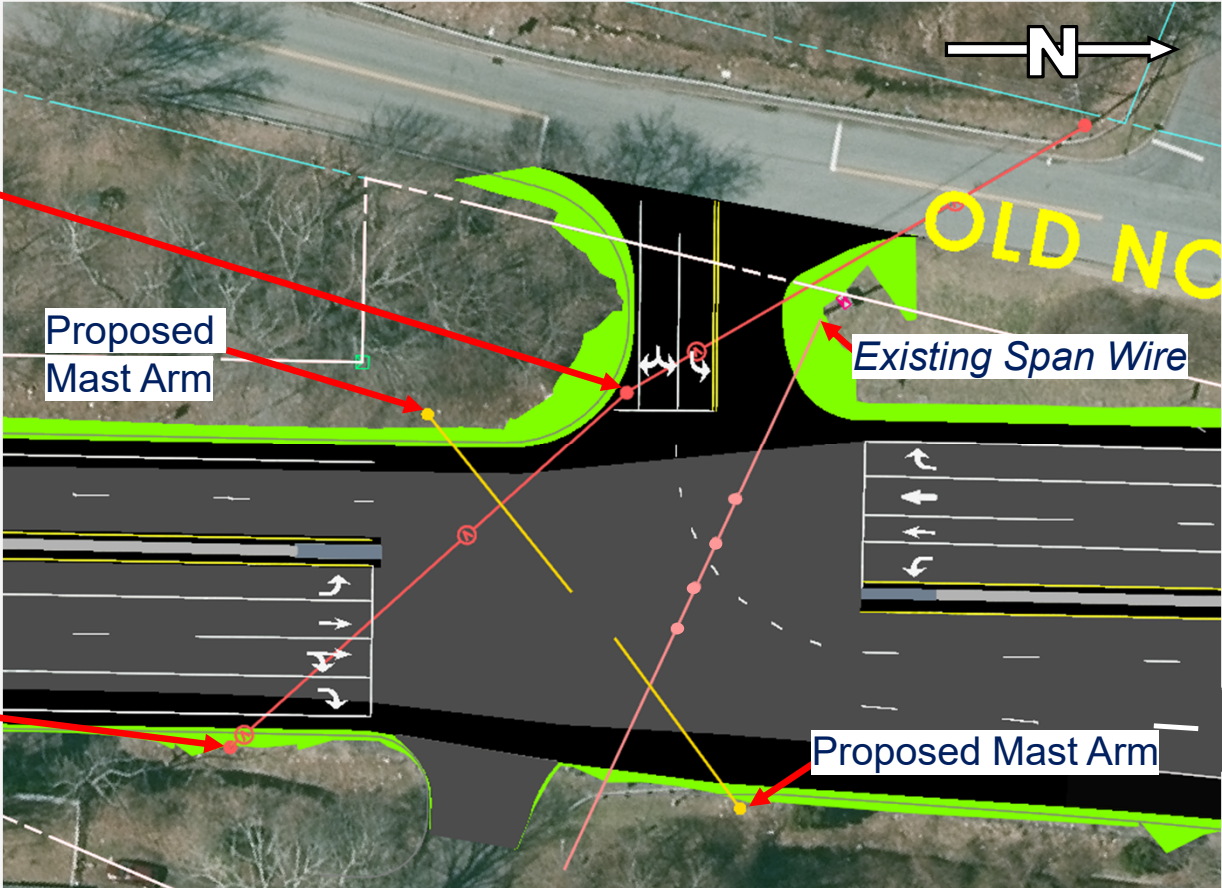 N
OLD NO
Proposed
Mast Arm
Existing Span Wire
Proposed Mast Arm